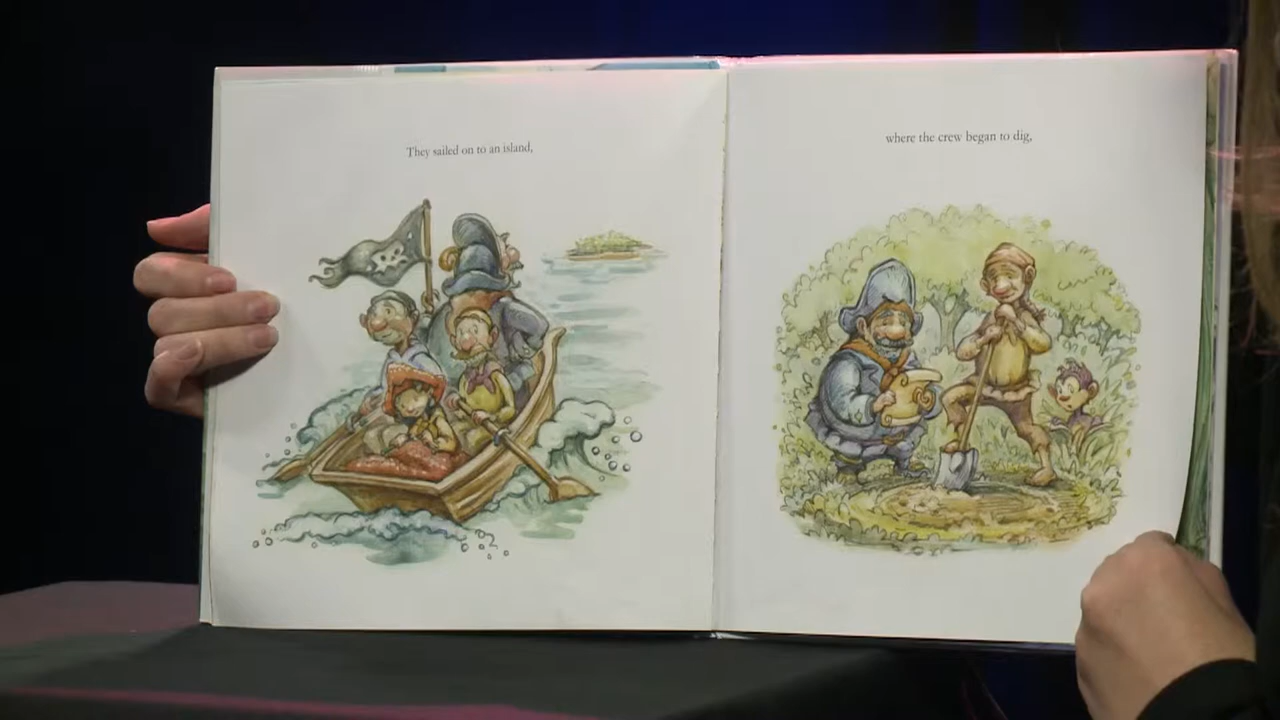 They sailed on to an island,
where the crew began to dig,